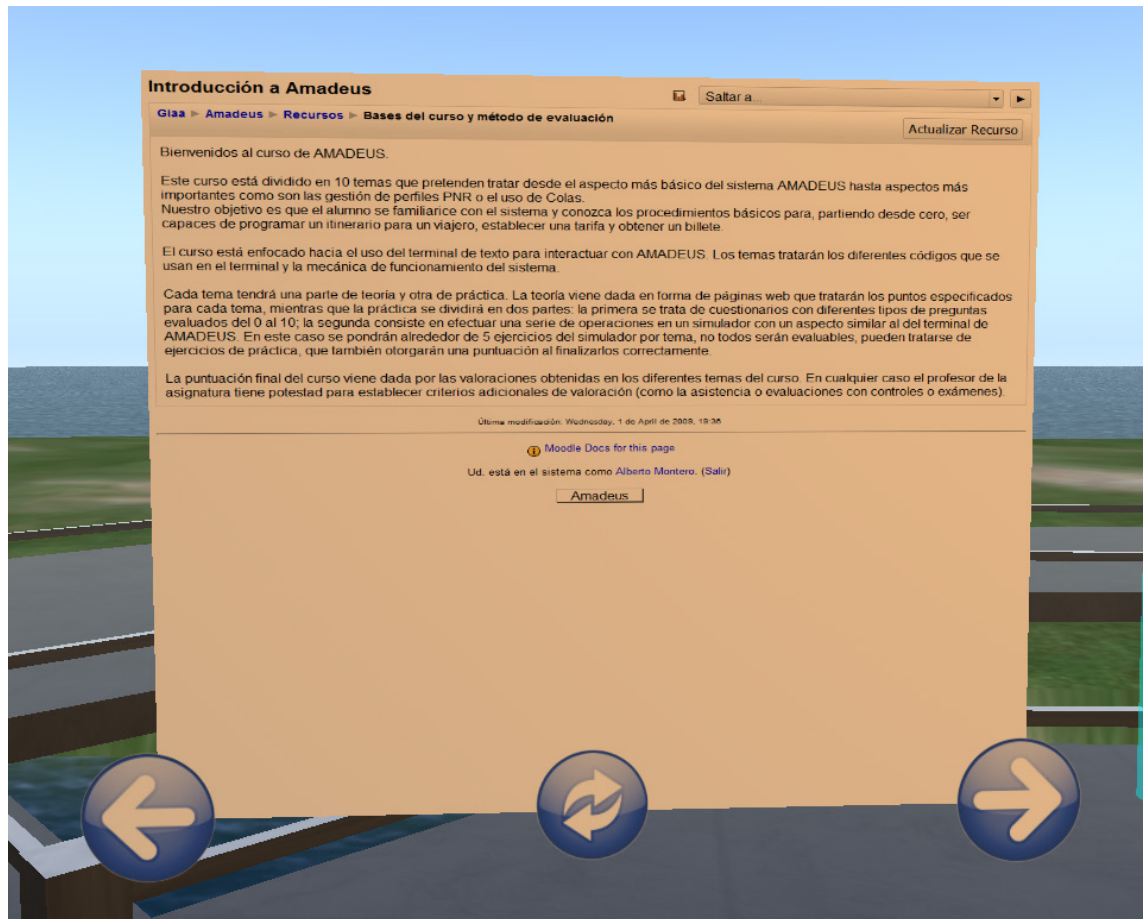 Introducción a Amadeus
Saltar a...
Giaa ► Amadeus ► Recursos ► Bases del curso y método de evaluación
Actualizar Recurso
Bienvenidos al curso de AMADEUS.
Este curso está dividido en 10 temas que pretenden tratar desde el aspecto más básico del sistema AMADEUS hasta aspectos más
importantes como son las gestión de perfiles PNR o el uso de Colas.
Nuestro objetivo es que el alumno se familiarice con el sistema y conozca los procedimientos básicos para, partiendo desde cero, ser
capaces de programar un itinerario para un viajero, establecer una tarifa y obtener un billete.
El curso está enfocado hacia el uso del terminal de texto para interactuar con AMADEUS. Los temas tratarán los diferentes códigos que se
usan en el terminal y la mecánica de funcionamiento del sistema.
Cada tema tendrá una parte de teoría y otra de práctica. La teoría viene dada en forma de páginas web que tratarán los puntos especificados
para cada tema, mientras que la práctica se dividirá en dos partes: la primera se trata de cuestionarios con diferentes tipos de preguntas
evaluados del 0 al 10; la segunda consiste en efectuar una serie de operaciones en un simulador con un aspecto similar al del terminal de
AMADEUS. En este caso se pondrán alrededor de 5 ejercicios del simulador por tema, no todos serán evaluables, pueden tratarse de
ejercicios de práctica, que también otorgarán una puntuación al finalizarlos correctamente.
La puntuación final del curso viene dada por las valoraciones obtenidas en los diferentes temas del curso. En cualquier caso el profesor de la
asignatura tiene potestad para establecer criterios adicionales de valoración (como la asistencia o evaluaciones con controles o exámenes).
Última modificación: Wednesday, 1 de April de 2009, 19:36
Moodle Docs for this page
Ud. está en el sistema como Alberto Montero. (Salir)
Amadeus